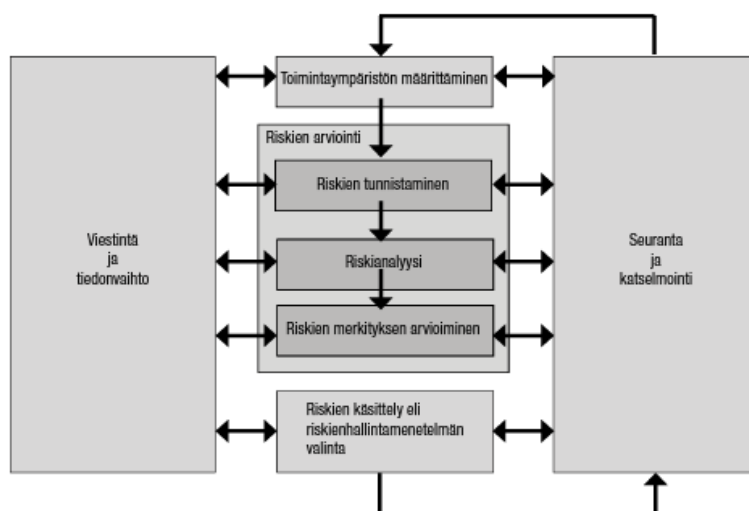 Toimintaympäristön määrittäminen
Riskien arviointi
Riskien tunnistaminen
Viestintä
ja
tiedonvaihto
Riskianalyysi
Seuranta
ja
katselmointi
Riskien merkityksen arvioiminen
Riskien käsittely eli
riskienhallintamenetelmän
valinta